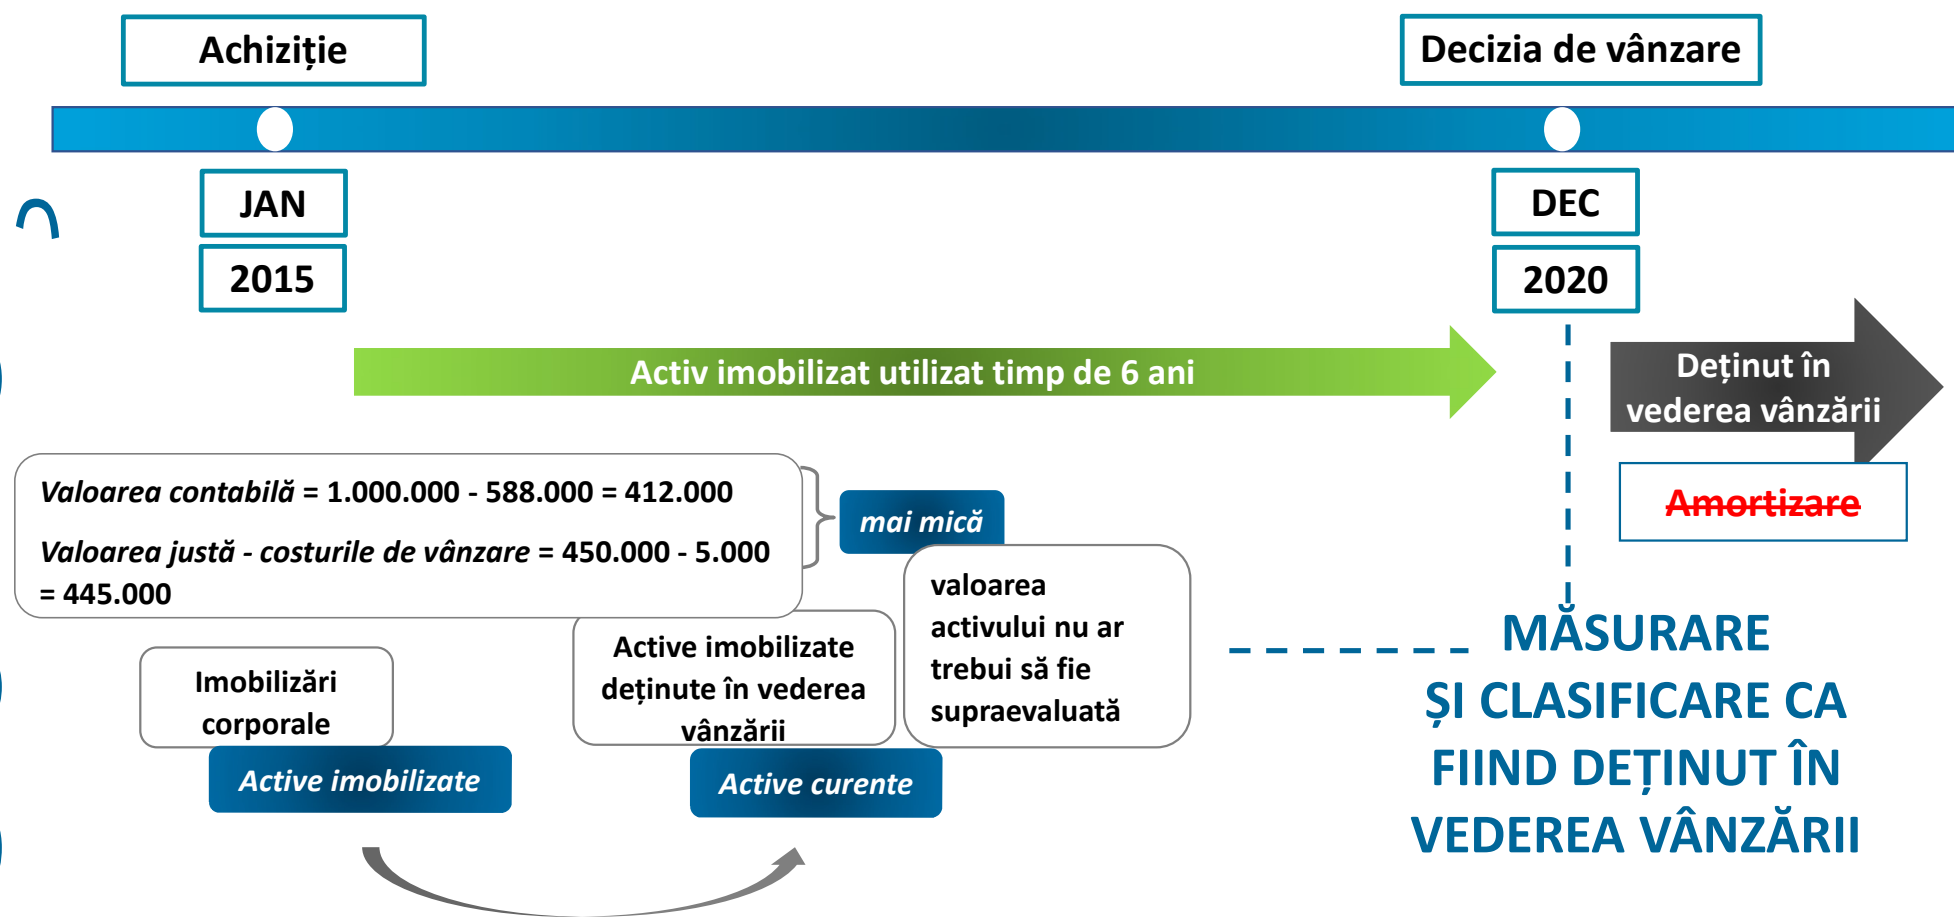 Achiziție
Decizia de vânzare
JAN
2015
DEC
2020
Activ imobilizat utilizat timp de 6 ani
Deținut în
vederea vânzării
Amortizare
Valoarea contabilă = 1.000.000 - 588.000 = 412.000
Valoarea justă - costurile de vânzare = 450.000 - 5.000
= 445.000
mai mică
valoarea
activului nu ar
trebui să fie
supraevaluată
Imobilizări
corporale
Active imobilizate
Active imobilizate
deținute în vederea
vânzării
Active curente
MĂSURARE
ȘI CLASIFICARE CA
FIIND DEȚINUT ÎN
VEDEREA VÂNZĂRII